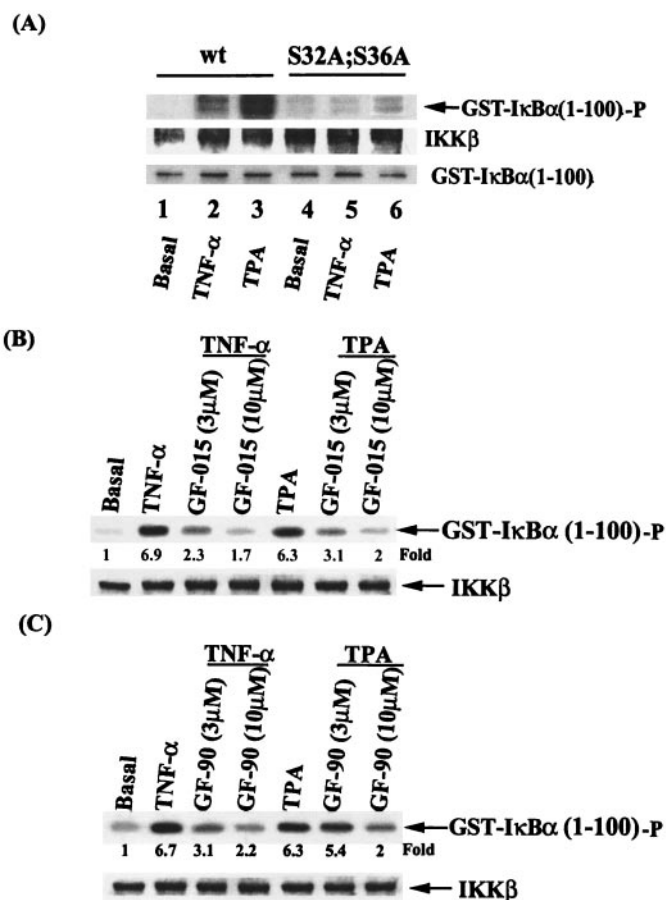 (A)
wt S32A;S36A
GST-IκBα(1-100)-P
IKKβ
GST-IκBα(1-100)
1 2 3 4 5 6
Basal TNF-α TPA Basal TNF-α TPA
(B)
TNF-α TPA
Basal TNF-α GF-015 (3μM) GF-015 (10μM) TPA GF-015 (3μM) GF-015 (10μM)
GST-IκBα (1-100)-P
1 6.9 2.3 1.7 6.3 3.1 2 Fold
IKKβ
(C)
TNF-α TPA
Basal TNF-α GF-90 (3μM) GF-90 (10μM) TPA GF-90 (3μM) GF-90 (10μM)
GST-IκBα (1-100)-P
1 6.7 3.1 2.2 6.3 5.4 2 Fold
IKKβ